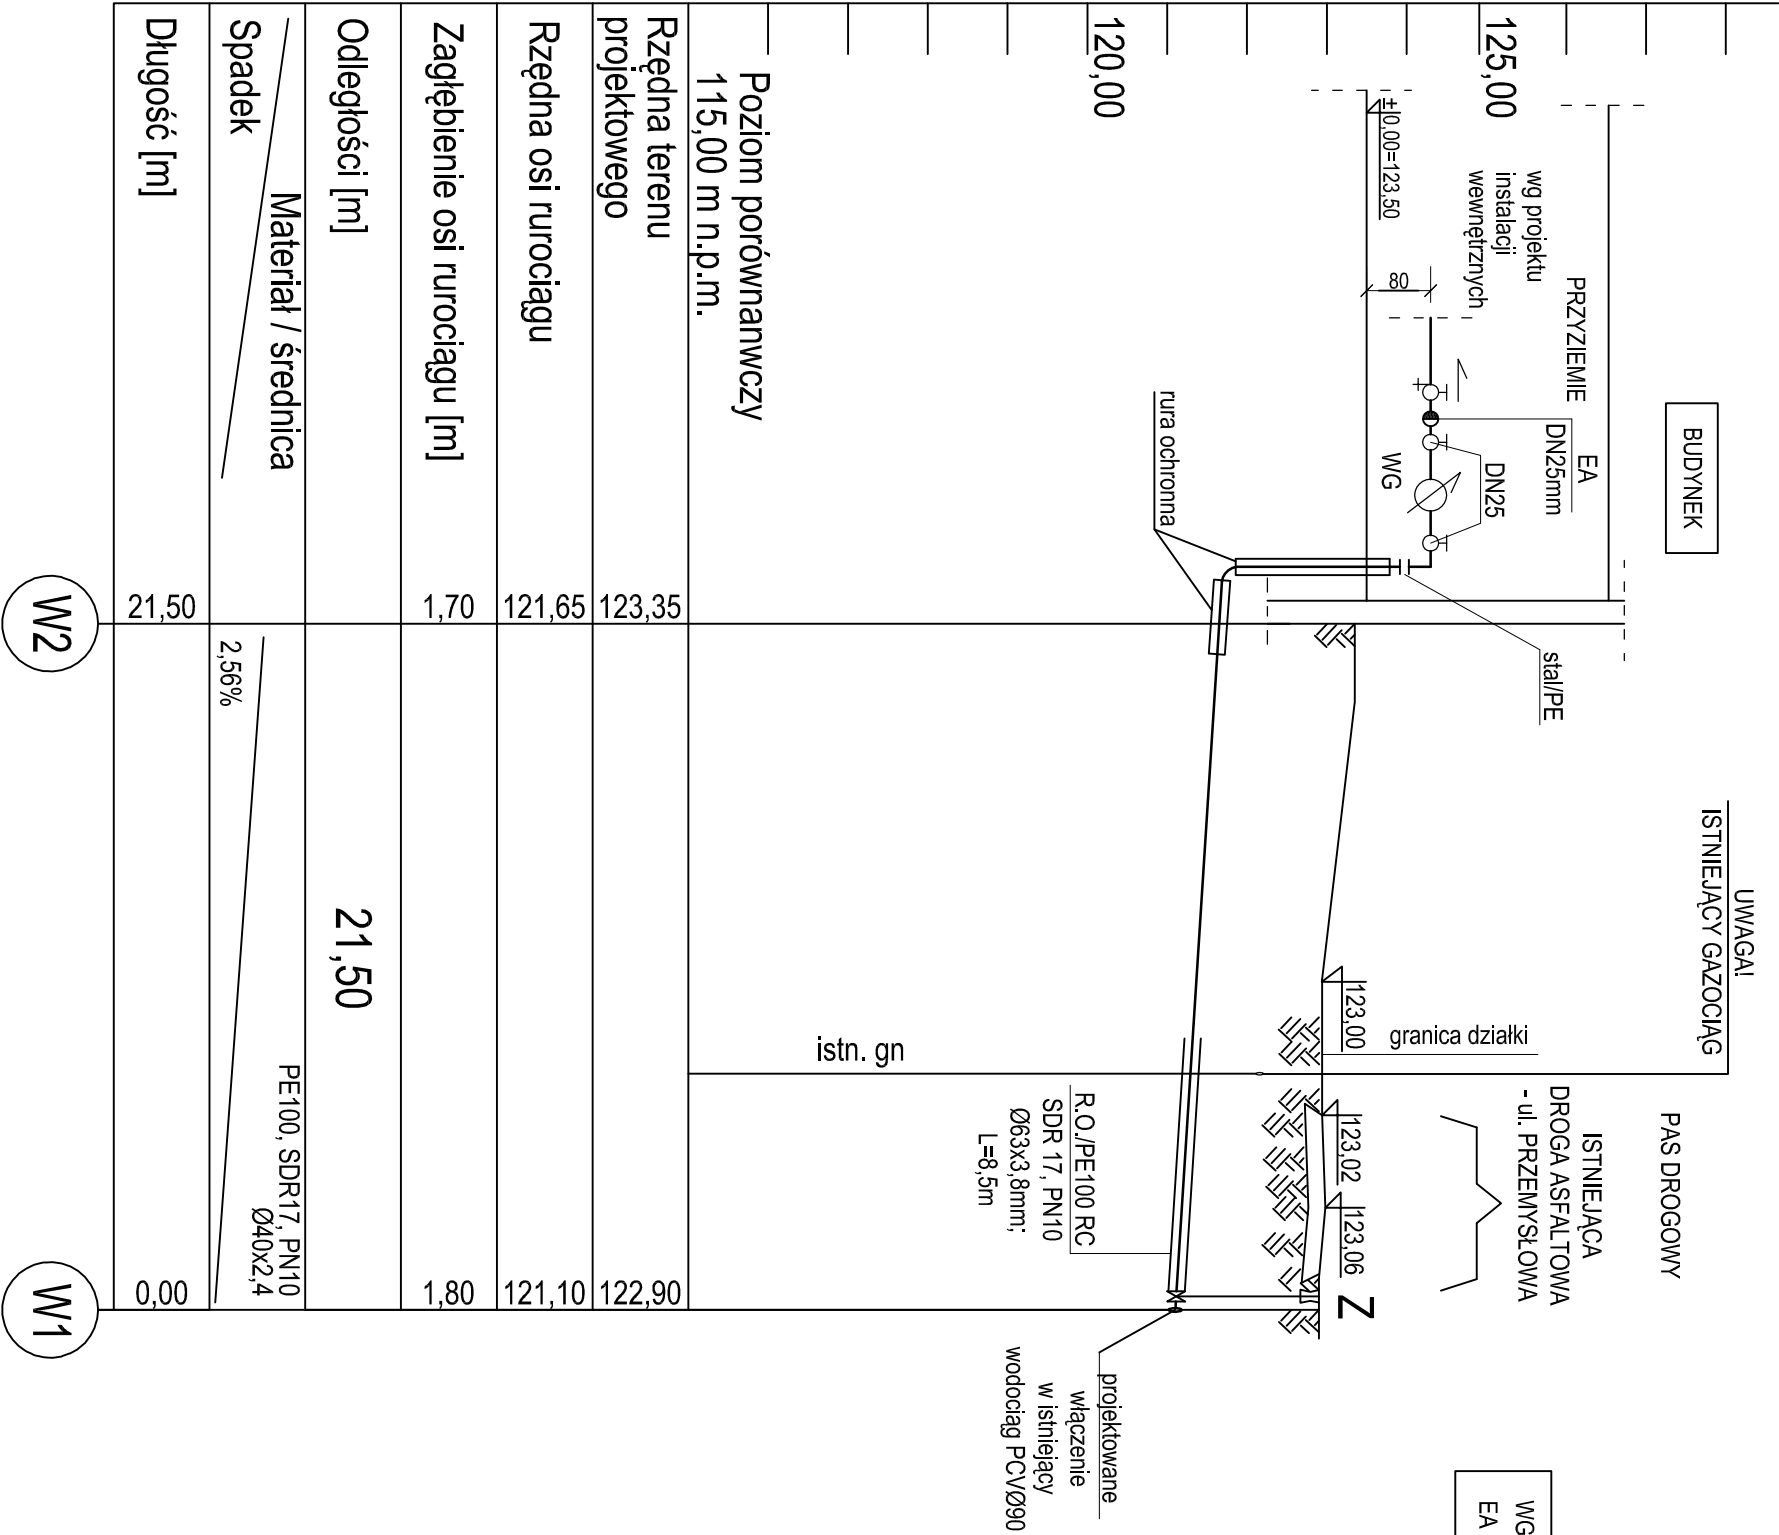 BUDYNEK
UWAGA!
ISTNIEJĄCY GAZOCIĄG
PAS DROGOWY
ISTNIEJĄCA
DROGA ASFALTOWA
- ul. PRZEMYSŁOWA
PRZYZIEMIE
EA
DN25mm
wg projektu
instalacji
wewnętrznych
DN25
WG
stal/PE
±0,00=123,50
80
125,00
120,00
granica działki
123,00
123,02
123,06
Z
WG
EA
rura ochronna
istn. gn
R.O./PE100 RC
SDR 17, PN10
Ø63x3,8mm;
L=8,5m
projektowane
włączenie
w istniejący
wodociąg PCVØ90
Poziom porównanwczy
115,00 m n.p.m.
Rzędna terenu
projektowego
123,35
122,90
Rzędna osi rurociągu
121,65
121,10
Zagłębienie osi rurociągu [m]
1,70
1,80
Odległości [m]
21,50
Materiał / średnica
Spadek
2,56%
PE100, SDR17, PN10
Ø40x2,4
Długość [m]
21,50
0,00
W2
W1